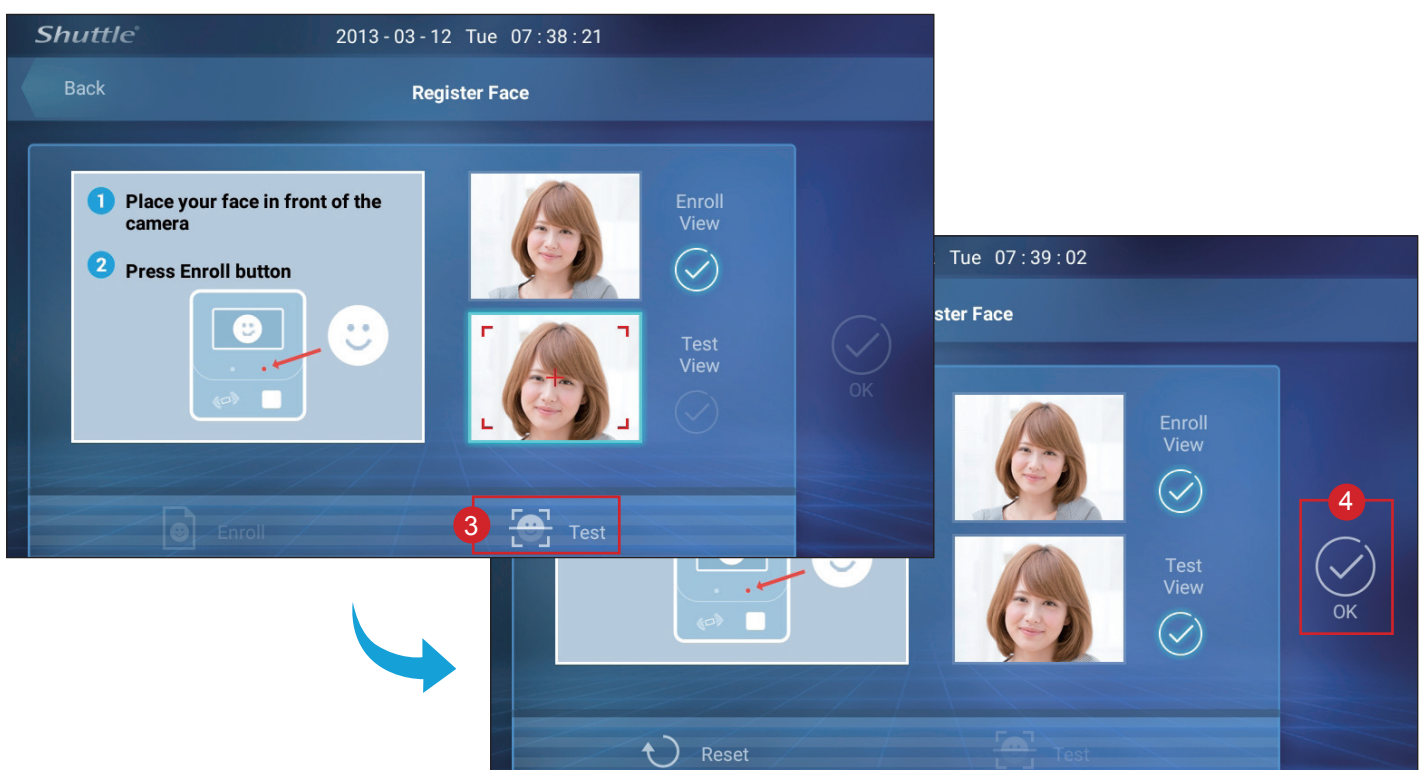 Shuttle®
2013 - 03 - 12 Tue 07 : 38 : 21
Back
Register Face
1 Place your face in front of the
camera
2 Press Enroll button
Enroll
View
Test
View
OK
Enroll
3 Test
Tue 07 : 39 : 02
ster Face
Enroll
View
Test
View
4
OK
Reset
Test